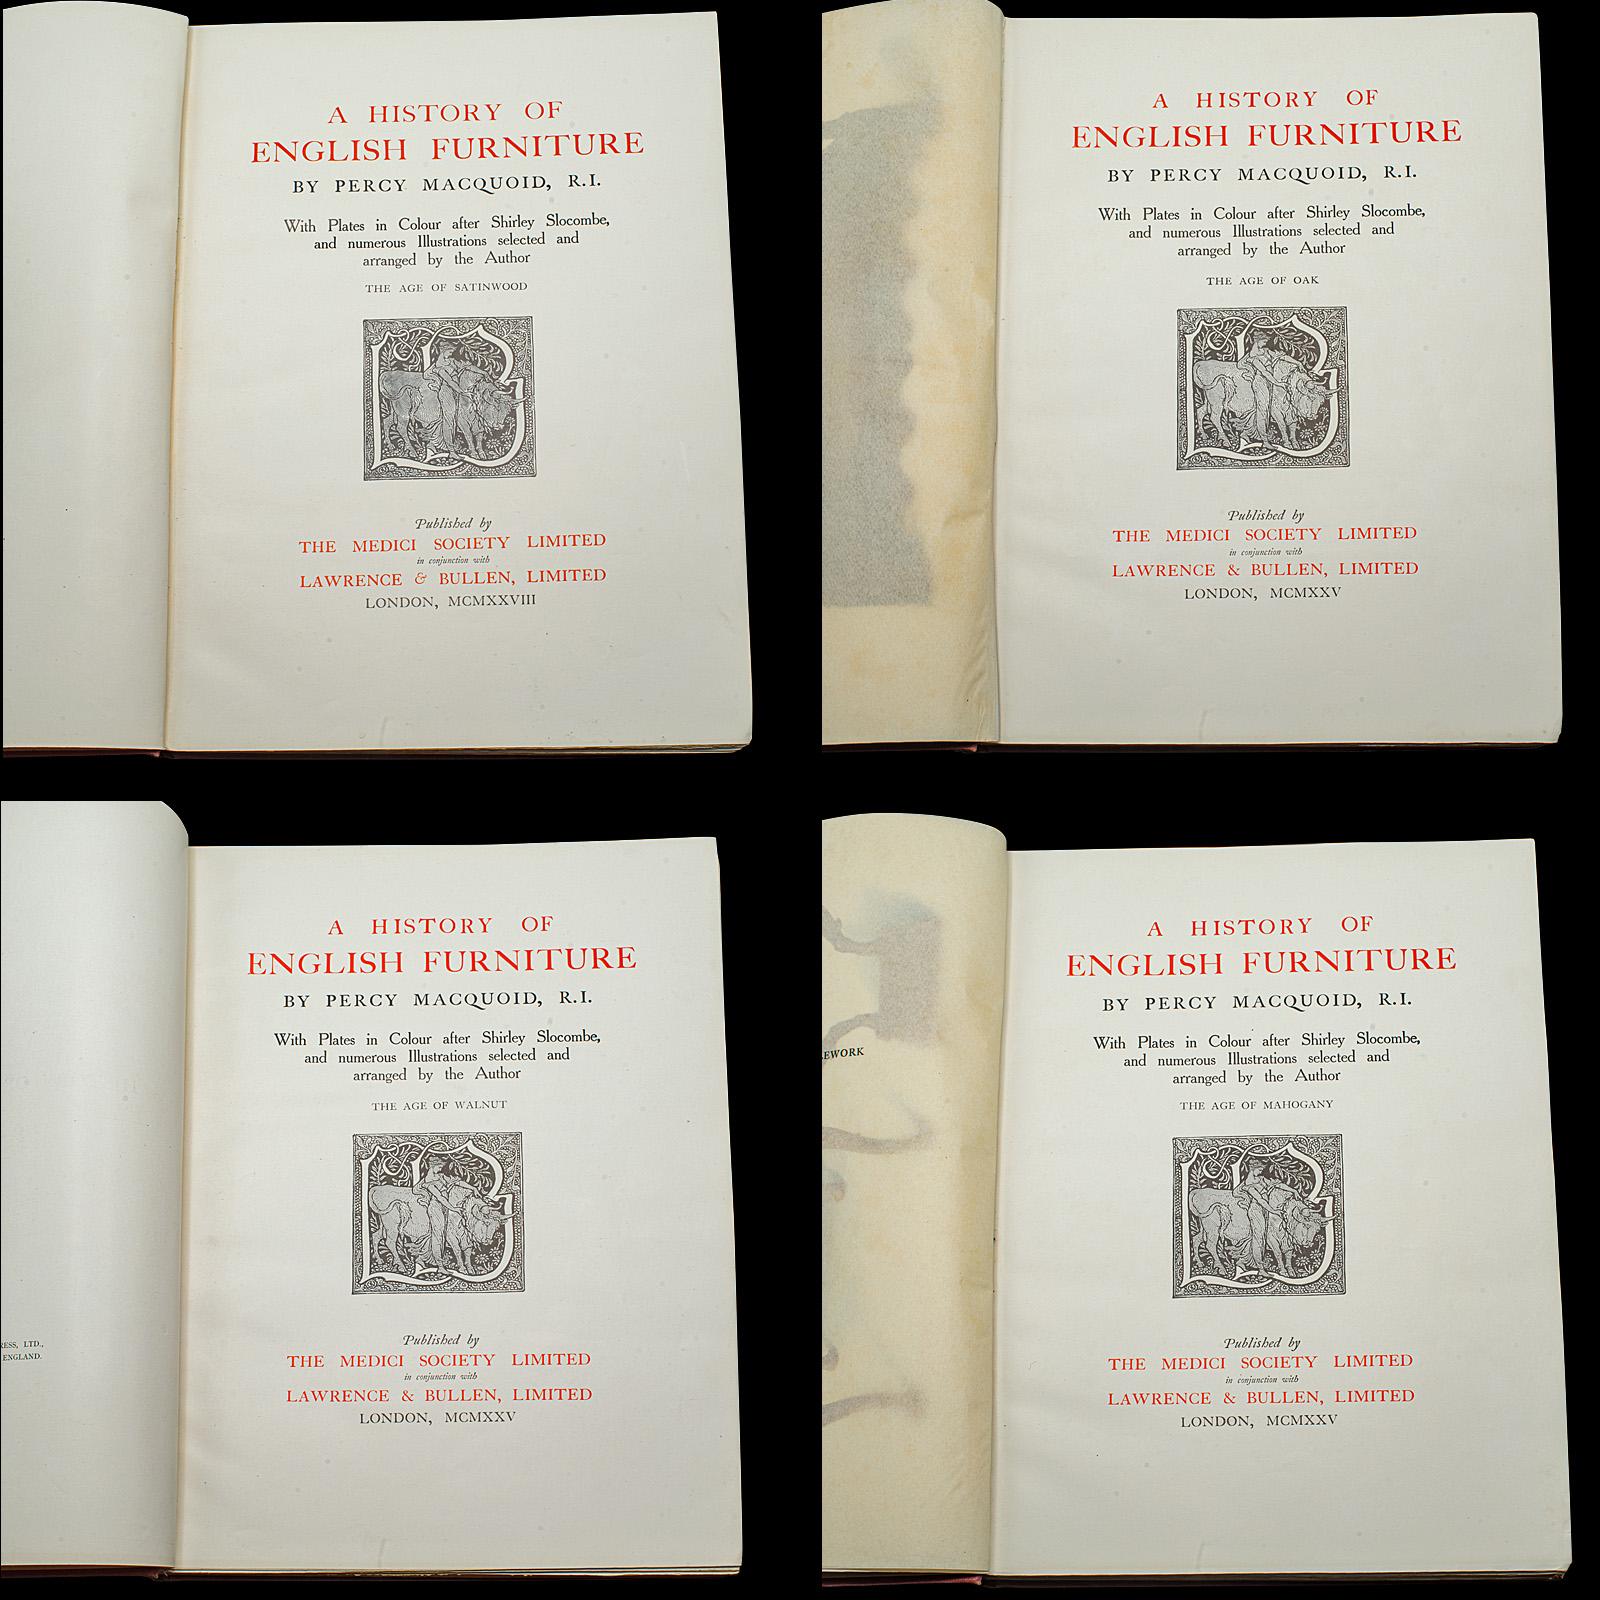 A HISTORY OF
ENGLISH FURNITURE
BY PERCY MACQUOID, R.I.
With Plates in Colour after Shirley Slocombe,
and numerous Illustrations selected and
arranged by the Author
THE AGE OF SATINWOOD
Published by
THE MEDICI SOCIETY LIMITED
in conjunction with
LAWRENCE & BULLEN, LIMITED
LONDON, MCMXXVIII
A HISTORY OF
ENGLISH FURNITURE
BY PERCY MACQUOID, R.I.
With Plates in Colour after Shirley Slocombe,
and numerous Illustrations selected and
arranged by the Author
THE AGE OF OAK
Published by
THE MEDICI SOCIETY LIMITED
in conjunction with
LAWRENCE & BULLEN, LIMITED
LONDON, MCMXXV
RESS, LTD.,
ENGLAND.
A HISTORY OF
ENGLISH FURNITURE
BY PERCY MACQUOID, R.I.
With Plates in Colour after Shirley Slocombe,
and numerous Illustrations selected and
arranged by the Author
THE AGE OF WALNUT
Published by
THE MEDICI SOCIETY LIMITED
in conjunction with
LAWRENCE & BULLEN, LIMITED
LONDON, MCMXXV
EWORK
A HISTORY OF
ENGLISH FURNITURE
BY PERCY MACQUOID, R.I.
With Plates in Colour after Shirley Slocombe,
and numerous Illustrations selected and
arranged by the Author
THE AGE OF MAHOGANY
Published by
THE MEDICI SOCIETY LIMITED
in conjunction with
LAWRENCE & BULLEN, LIMITED
LONDON, MCMXXV